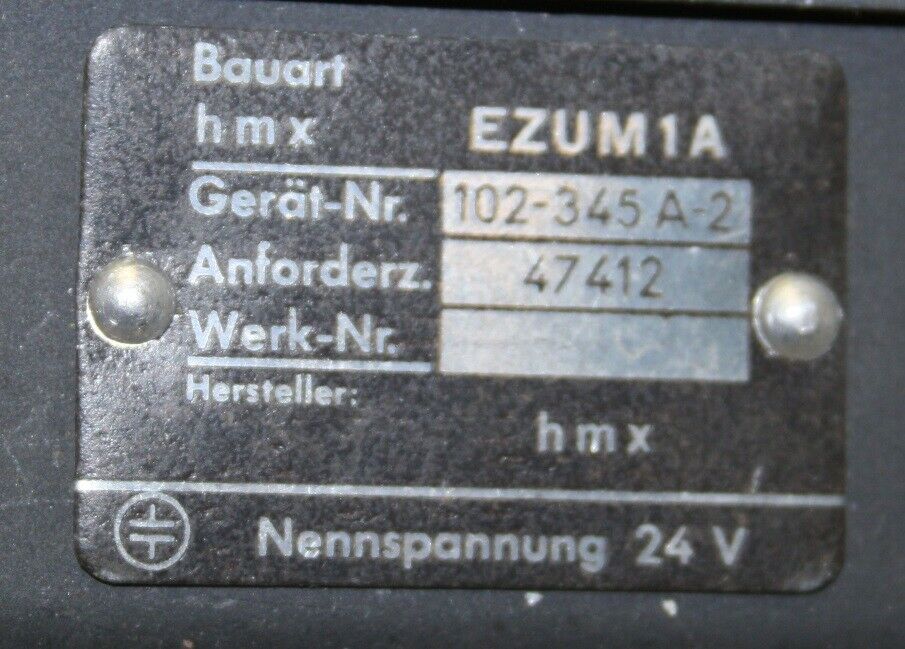 Bauart
hmx EZUM1A
Gerät-Nr. 102-345 A-2
Anforderz. 47412
Werk-Nr.
Hersteller:
hmx
Nennspannung 24 V